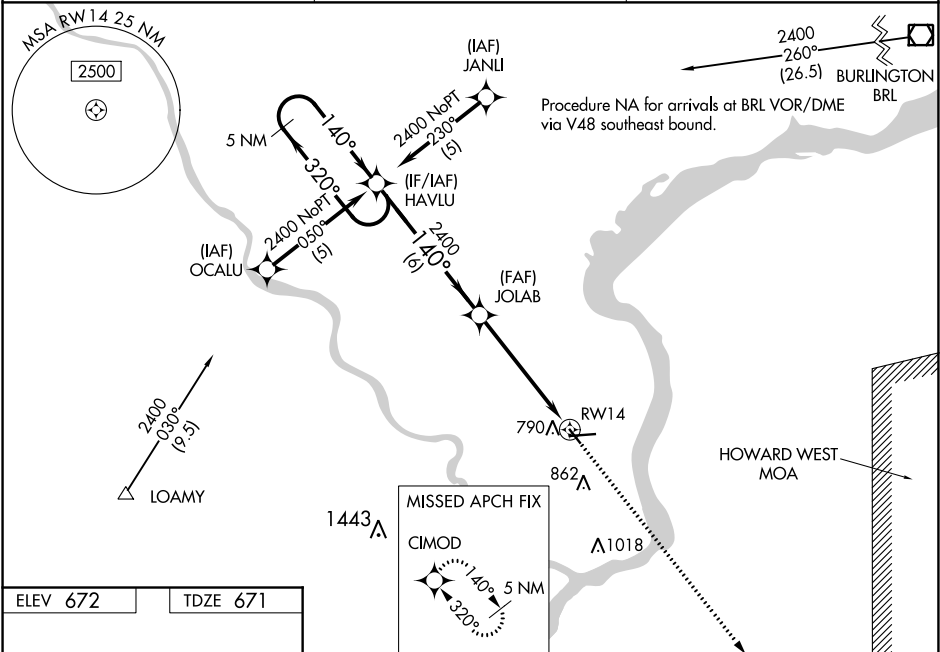 MSA RW14 25 NM
2500
(IAF)
JANLI
2400
260°
(26.5)
BURLINGTON
BRL
Procedure NA for arrivals at BRL VOR/DME
via V48 southeast bound.
5 NM
140°
320°
2400 NoPT
230°
(5)
(IF/IAF)
HAVLU
2400 NoPT
050°
(5)
(IAF)
OCALU
2400
140°
(6)
(FAF)
JOLAB
2400
030°
(9.5)
LOAMY
790
RW14
862
1443
1018
HOWARD WEST
MOA
MISSED APCH FIX
CIMOD
140°
320°
5 NM
ELEV 672
TDZE 671